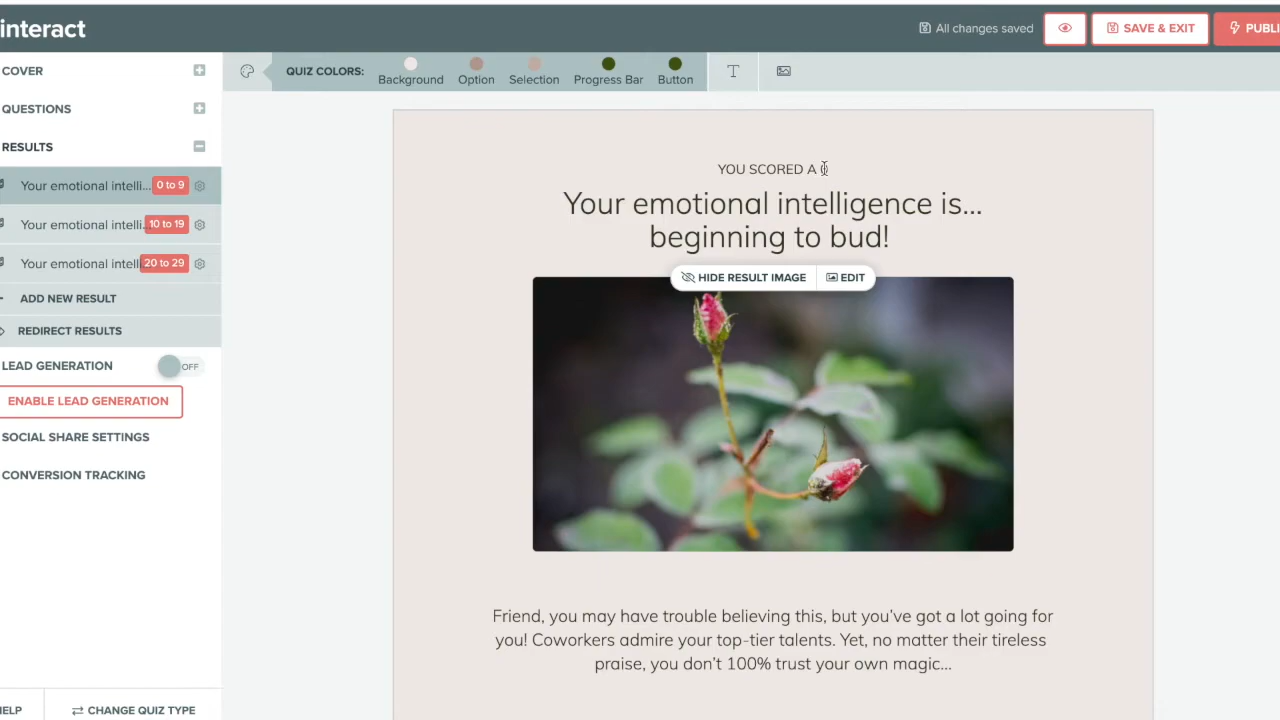 interact
All changes saved
SAVE & EXIT
PUBLI
COVER
QUIZ COLORS:
Background
Option
Selection
Progress Bar
Button
T
QUESTIONS
RESULTS
Your emotional intelli... 0 to 9
Your emotional intelli. 10 to 19
Your emotional intell 20 to 29
ADD NEW RESULT
REDIRECT RESULTS
LEAD GENERATION
OFF
ENABLE LEAD GENERATION
SOCIAL SHARE SETTINGS
CONVERSION TRACKING
HELP
CHANGE QUIZ TYPE
YOU SCORED A
Your emotional intelligence is...
beginning to bud!
HIDE RESULT IMAGE
EDIT
Friend, you may have trouble believing this, but you’ve got a lot going for
you! Coworkers admire your top-tier talents. Yet, no matter their tireless
praise, you don’t 100% trust your own magic...